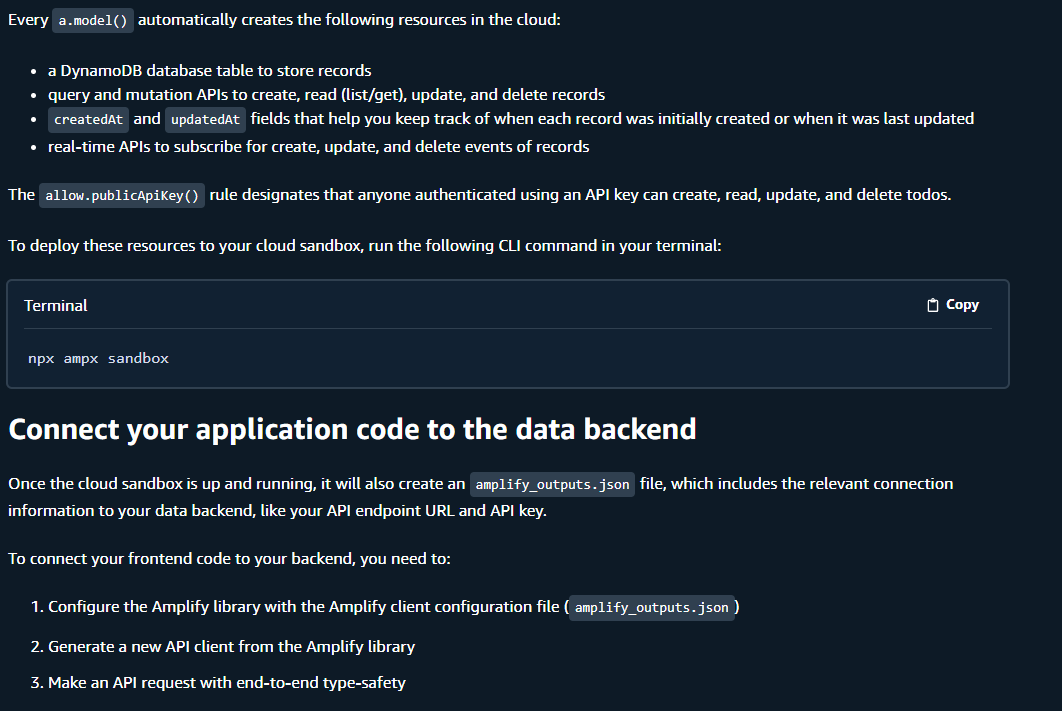 Every a.model() automatically creates the following resources in the cloud:
• a DynamoDB database table to store records
• query and mutation APIs to create, read (list/get), update, and delete records
• createdAt and updatedAt fields that help you keep track of when each record was initially created or when it was last updated
• real-time APIs to subscribe for create, update, and delete events of records
The allow.publicApiKey() rule designates that anyone authenticated using an API key can create, read, update, and delete todos.
To deploy these resources to your cloud sandbox, run the following CLI command in your terminal:
Terminal
Copy
npx ampx sandbox
Connect your application code to the data backend
Once the cloud sandbox is up and running, it will also create an amplify_outputs.json file, which includes the relevant connection
information to your data backend, like your API endpoint URL and API key.
To connect your frontend code to your backend, you need to:
1. Configure the Amplify library with the Amplify client configuration file (amplify_outputs.json)
2. Generate a new API client from the Amplify library
3. Make an API request with end-to-end type-safety